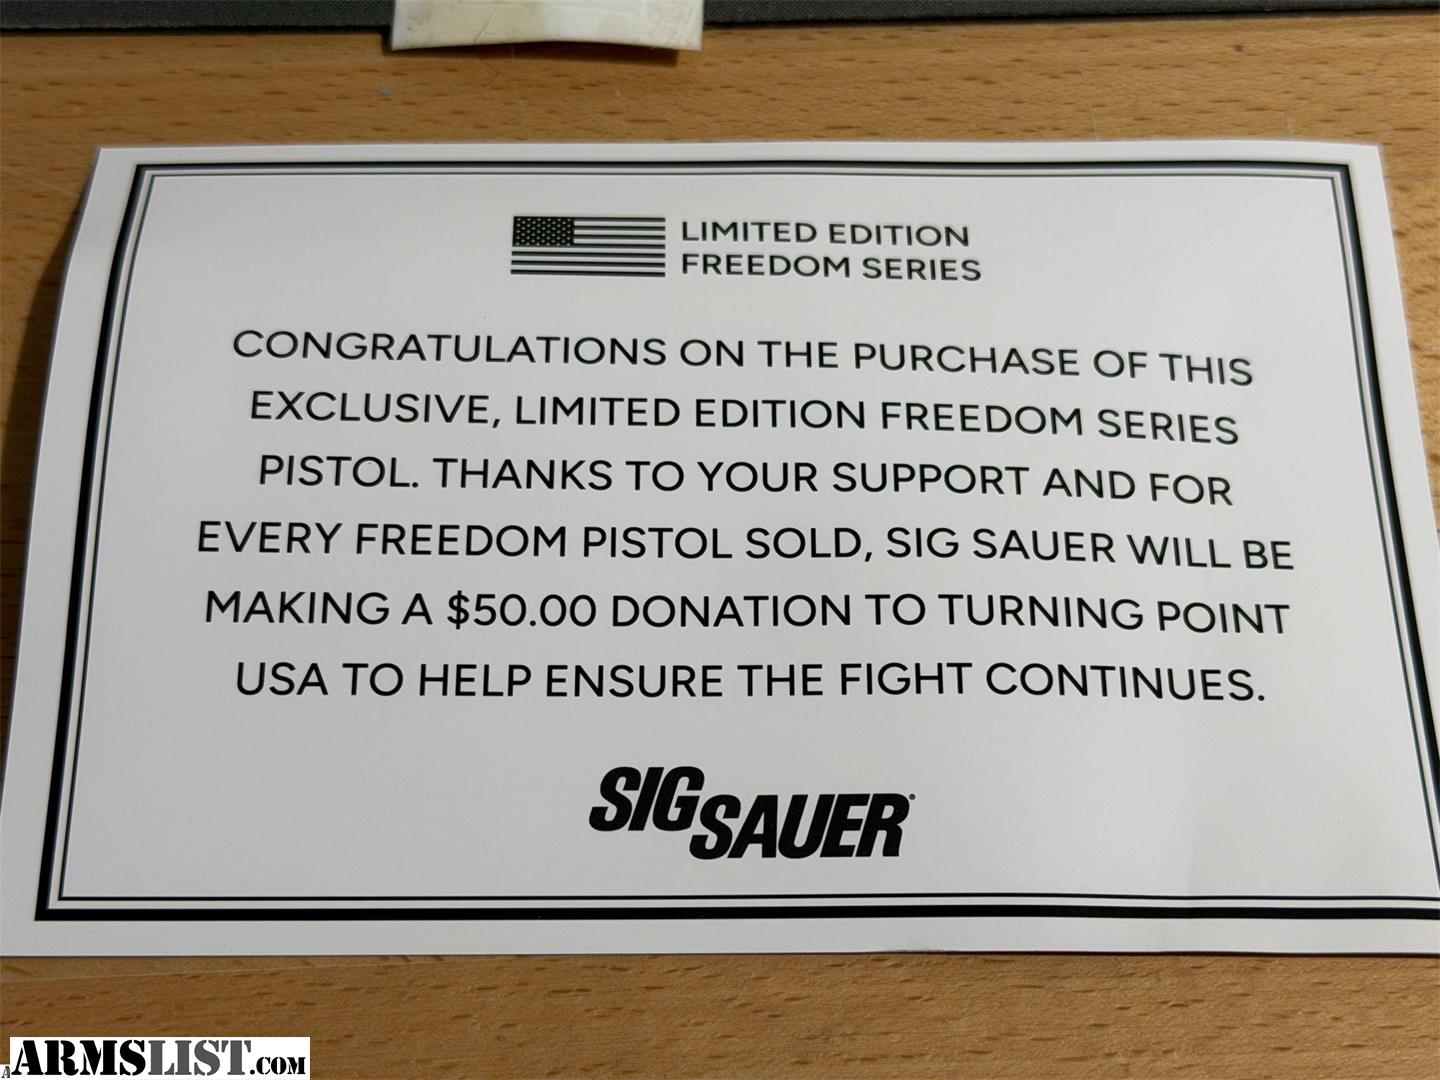 LIMITED EDITION
FREEDOM SERIES
CONGRATULATIONS ON THE PURCHASE OF THIS
EXCLUSIVE, LIMITED EDITION FREEDOM SERIES
PISTOL. THANKS TO YOUR SUPPORT AND FOR
EVERY FREEDOM PISTOL SOLD, SIG SAUER WILL BE
MAKING A $50.00 DONATION TO TURNING POINT
USA TO HELP ENSURE THE FIGHT CONTINUES.
SIG SAUER
ARMSLIST.COM